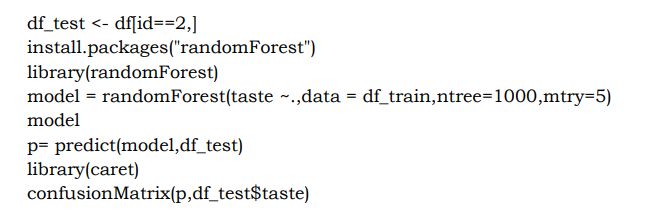 df_test <- df[id==2,]
install.packages("randomForest")
library(randomForest)
model = randomForest(taste ~.,data = df_train,ntree=1000,mtry=5)
model
p= predict(model,df_test)
library(caret)
confusionMatrix(p,df_test$taste)